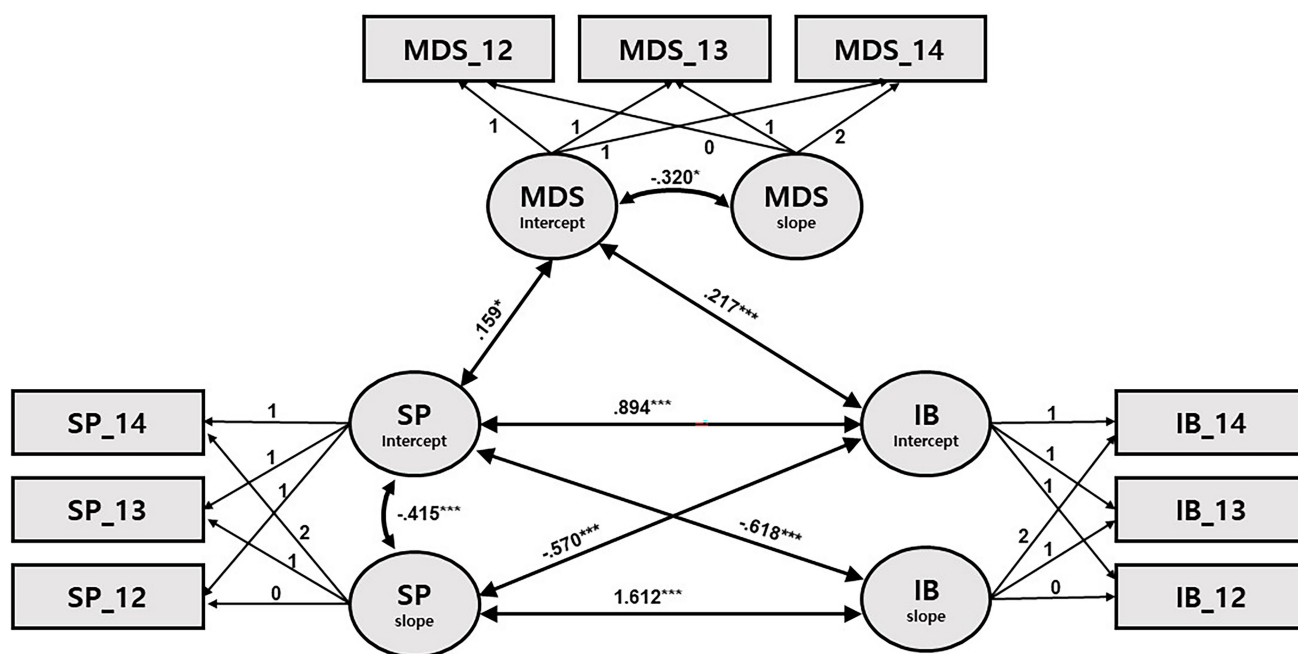 MDS_12 MDS_13 MDS_14
1 1 1 0 1 2
MDS
Intercept
-.320*
MDS
slope
.159*
.217***
SP_14
SP_13
SP_12
1
1
1
2
1
0
SP
Intercept
-.415***
SP
slope
.894***
-.570***
-.618***
1.612***
IB
Intercept
IB
slope
1
1
1
2
1
0
IB_14
IB_13
IB_12